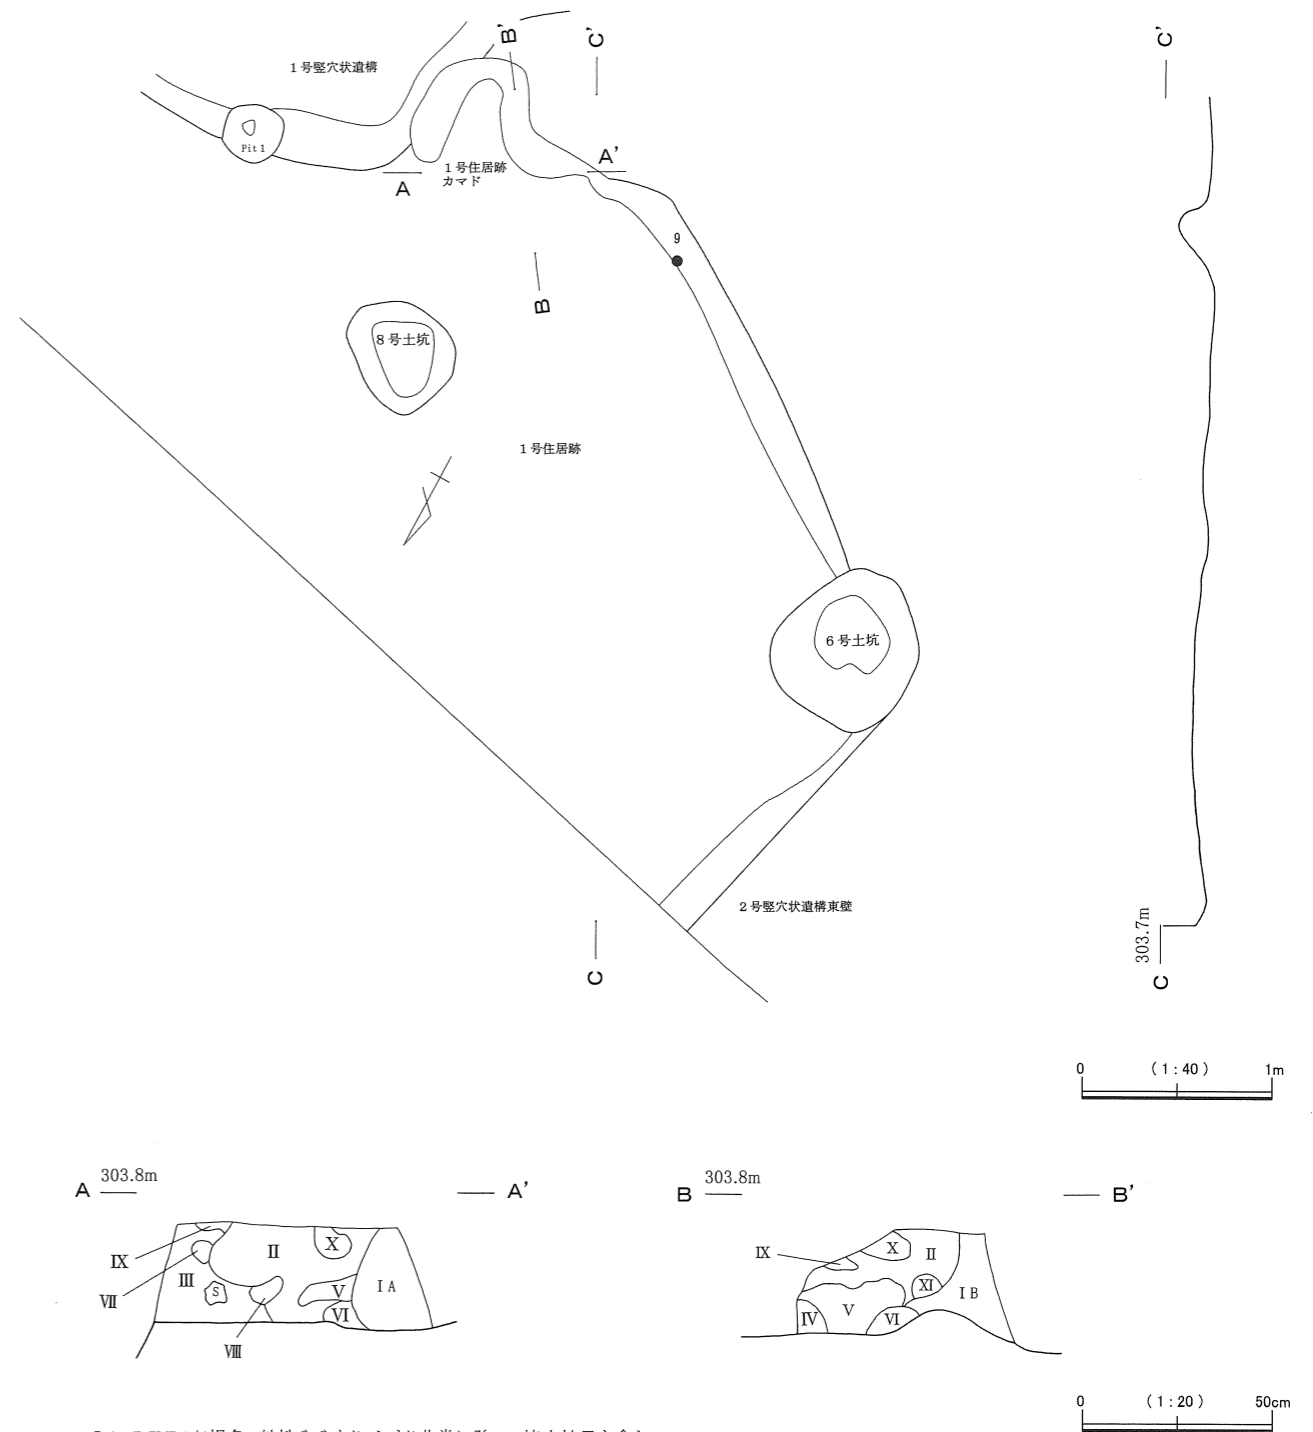 B'
C'
C'
1号竪穴状遺構
Pit 1
A
1号住居跡
カマド
A'
9
B
8号土坑
1号住居跡
6号土坑
2号竪穴状遺構東壁
C
303.7m
C
0 (1:40) 1m
A 303.8m A'
IX
VII
III
S
II
X
V
VI
I A
VIII
B 303.8m B'
IX
X
II
XI
I B
IV
V
VI
0 (1:20) 50cm